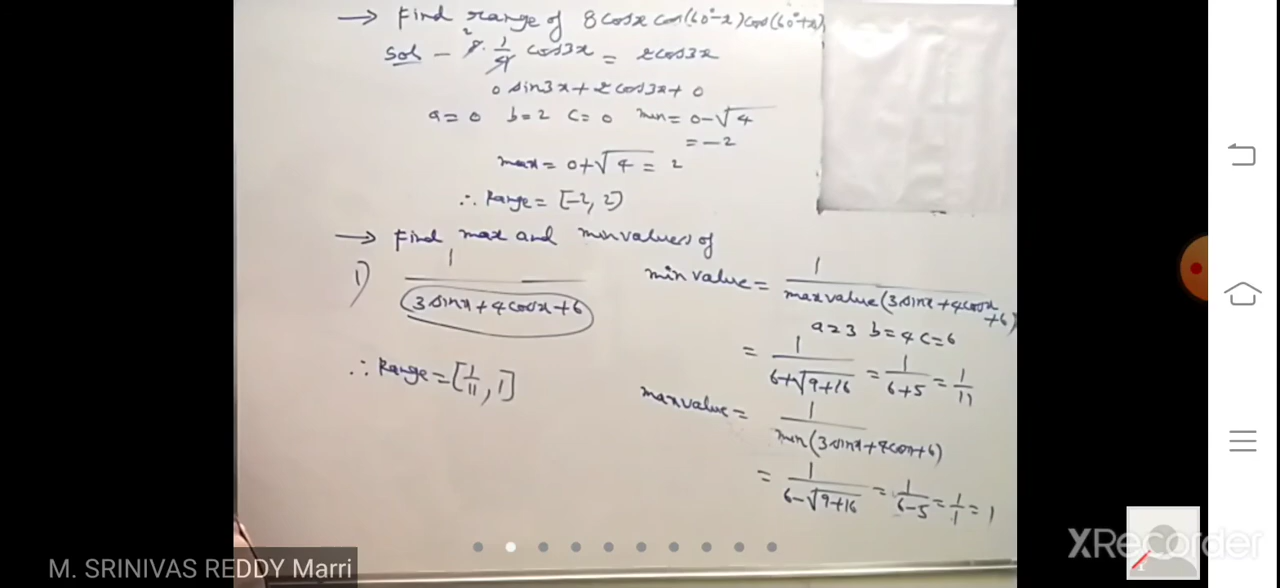 → Find range of 8 cosx cos(60°-x) cos(60°+x)
Sol - 8. 1/4 cos3x = 2cos3x
2
0 sin3x + 2 cos3x + 0
a = 0 b = 2 c = 0 min = 0 - √4
= -2
max = 0 + √4 = 2
∴ Range = [-2, 2]
→ Find max and min values of
1) 1/(3 sinx + 4 cosx + 6)
∴ Range = [1/11, 1]
min value = 1/(max value (3 sinx + 4 cosx + 6))
a = 3 b = 4 c = 6
= 1/(6+√9+16) = 1/(6+5) = 1/11
max value = 1/(min (3 sinx + 4 cosx + 6))
= 1/(6-√9+16) = 1/(6-5) = 1/1 = 1
M. SRINIVAS REDDY Marri
XRecorder